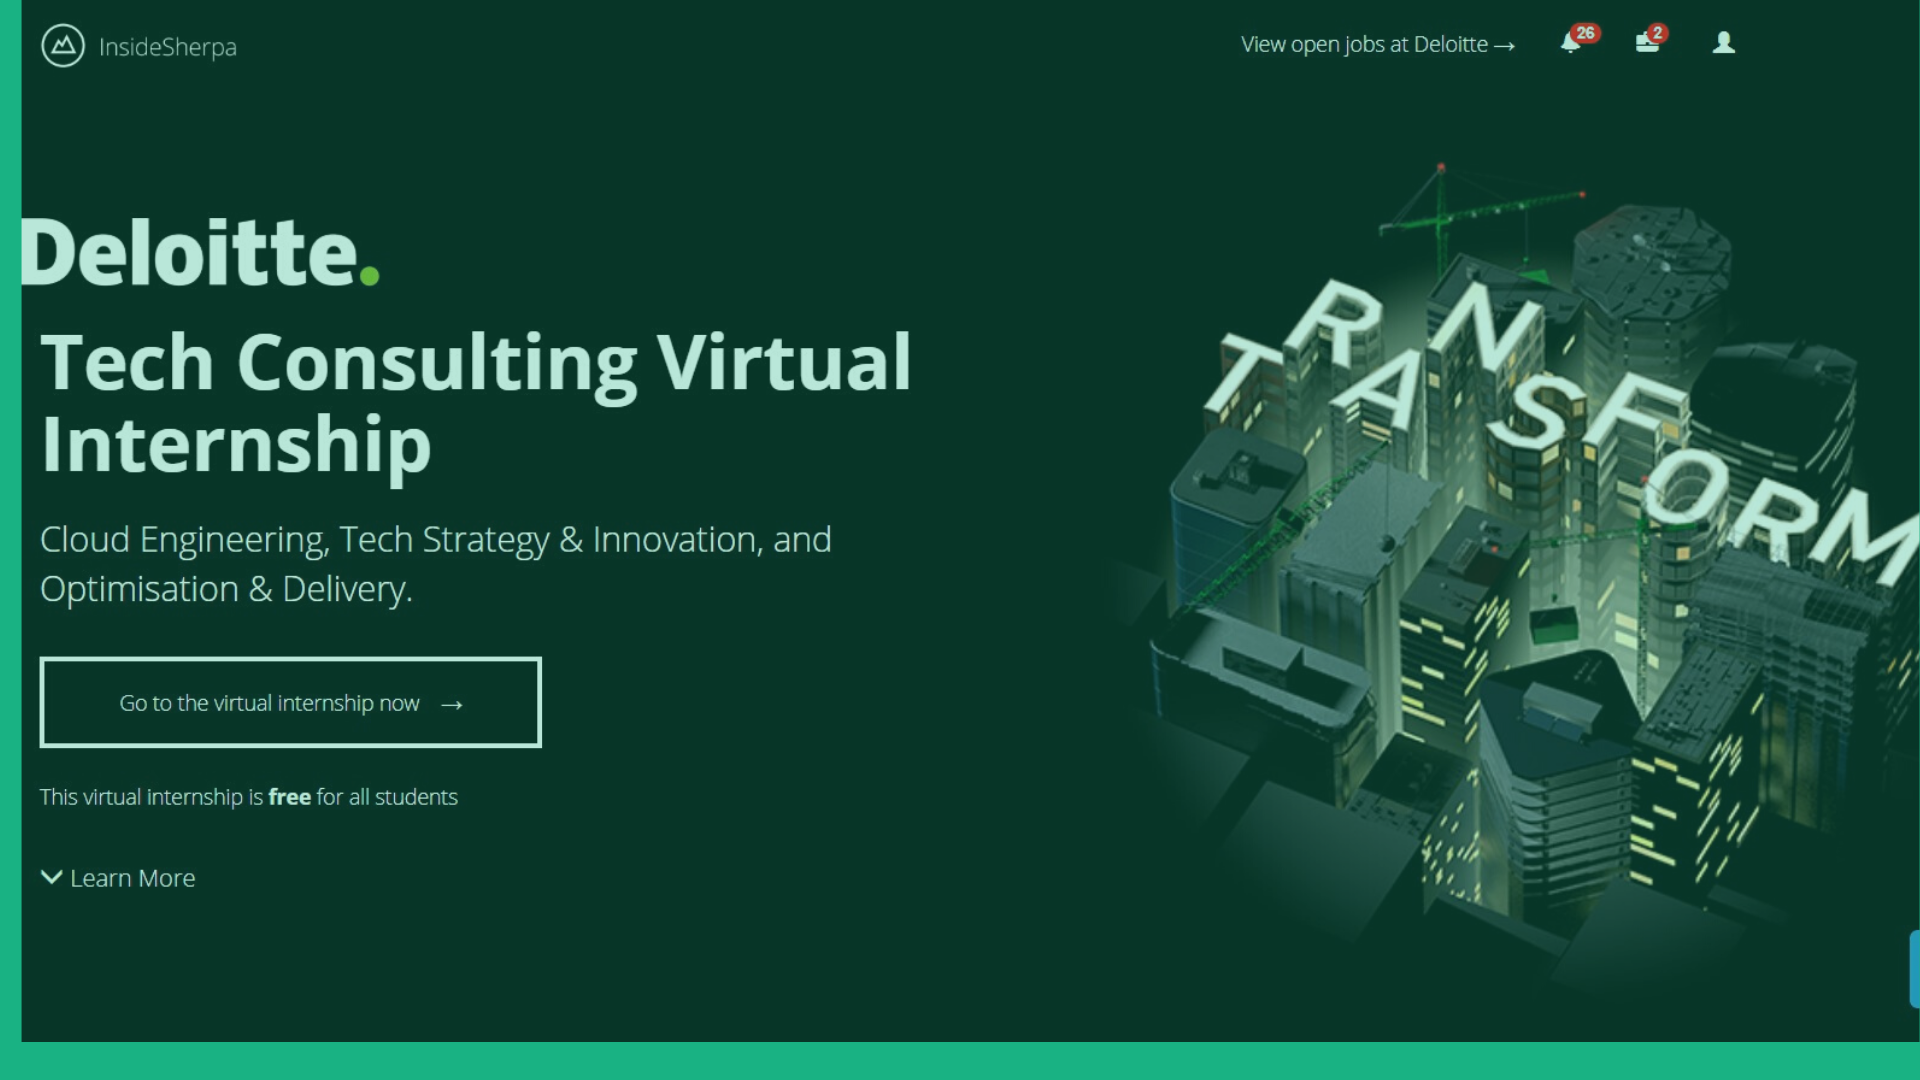 InsideSherpa
View open jobs at Deloitte →
26
2
Deloitte.
Tech Consulting Virtual
Internship
Cloud Engineering, Tech Strategy & Innovation, and
Optimisation & Delivery.
Go to the virtual internship now →
This virtual internship is free for all students
Learn More
TRANSFORM